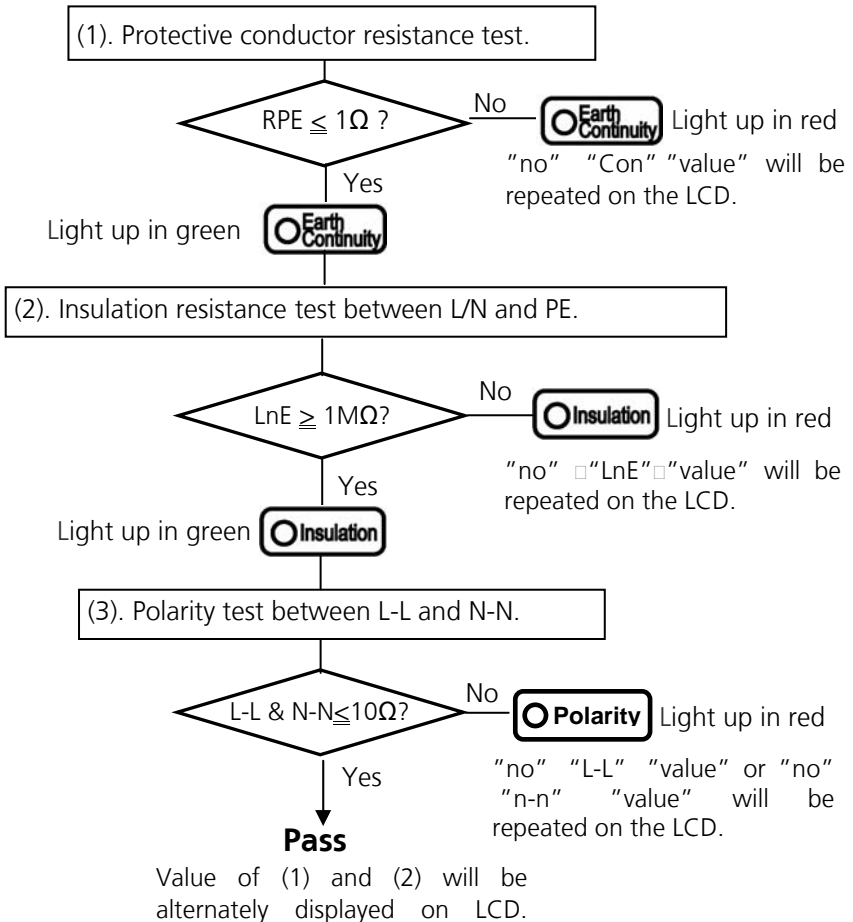 (1). Protective conductor resistance test.
RPE ≤ 1Ω ?
No
Earth
Continuity
Light up in red
"no" "Con" "value" will be
repeated on the LCD.
Yes
Light up in green
Earth
Continuity
(2). Insulation resistance test between L/N and PE.
LnE ≥ 1MΩ?
No
Insulation
Light up in red
"no" □"LnE"□"value" will be
repeated on the LCD.
Yes
Light up in green
Insulation
(3). Polarity test between L-L and N-N.
L-L & N-N≤10Ω?
No
Polarity
Light up in red
"no" "L-L" "value" or "no"
"n-n" "value" will be
repeated on the LCD.
Yes
Pass
Value of (1) and (2) will be
alternately displayed on LCD.